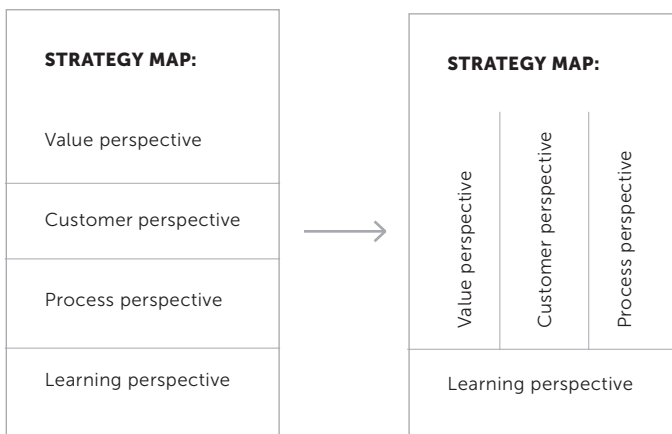 STRATEGY MAP:
Value perspective
Customer perspective
Process perspective
Learning perspective
STRATEGY MAP:
Value perspective
Customer perspective
Process perspective
Learning perspective